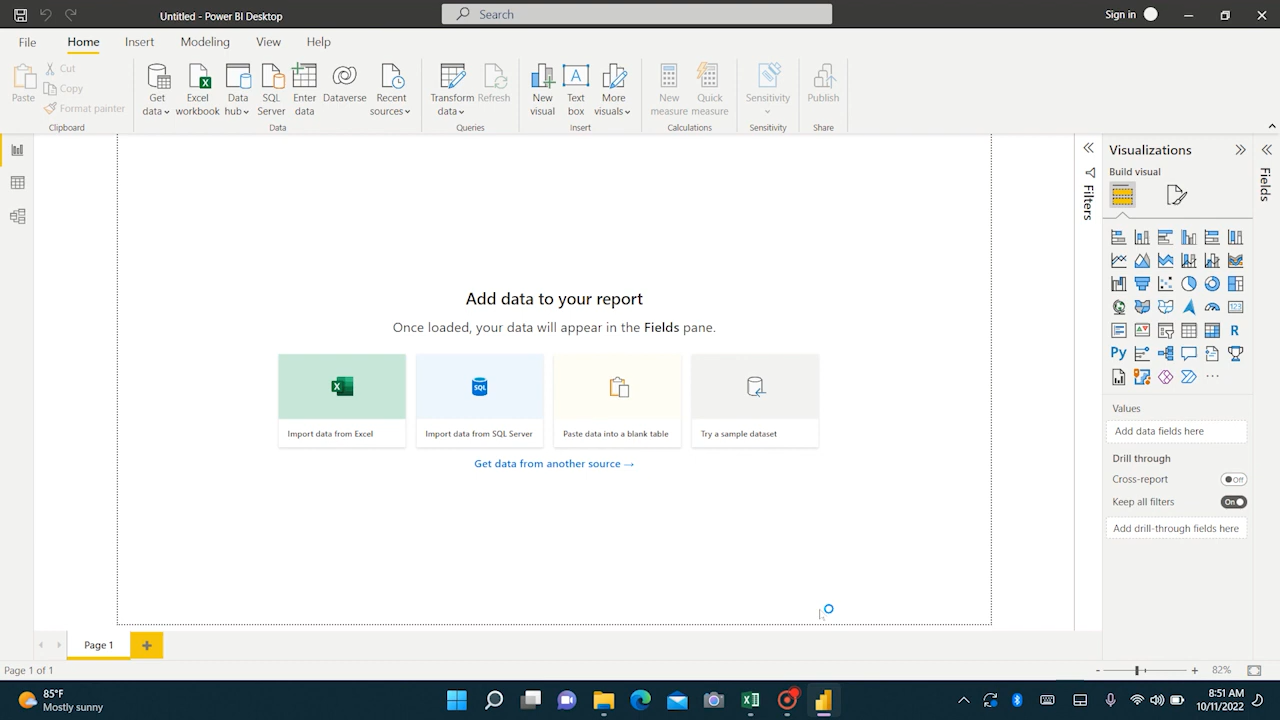 Untitled - Power BI Desktop
Search
Sign in
File Home Insert Modeling View Help
Paste
Cut
Copy
Format painter
Clipboard
Get data
Excel workbook
Data hub
SQL Server
Enter data
Dataverse
Recent sources
Data
Transform data
Refresh
Queries
New visual
Text box
More visuals
Insert
New measure
Quick measure
Calculations
Sensitivity
Sensitivity
Publish
Share
Add data to your report
Once loaded, your data will appear in the Fields pane.
Import data from Excel
Import data from SQL Server
Paste data into a blank table
Try a sample dataset
SQL
Get data from another source →
Filters
Visualizations
Build visual
R
Py
123
Values
Add data fields here
Drill through
Cross-report
Off
Keep all filters
On
Add drill-through fields here
Fields
Page 1
Page 1 of 1
- + 82%
85°F
Mostly sunny
8:51 AM
10/11/2022